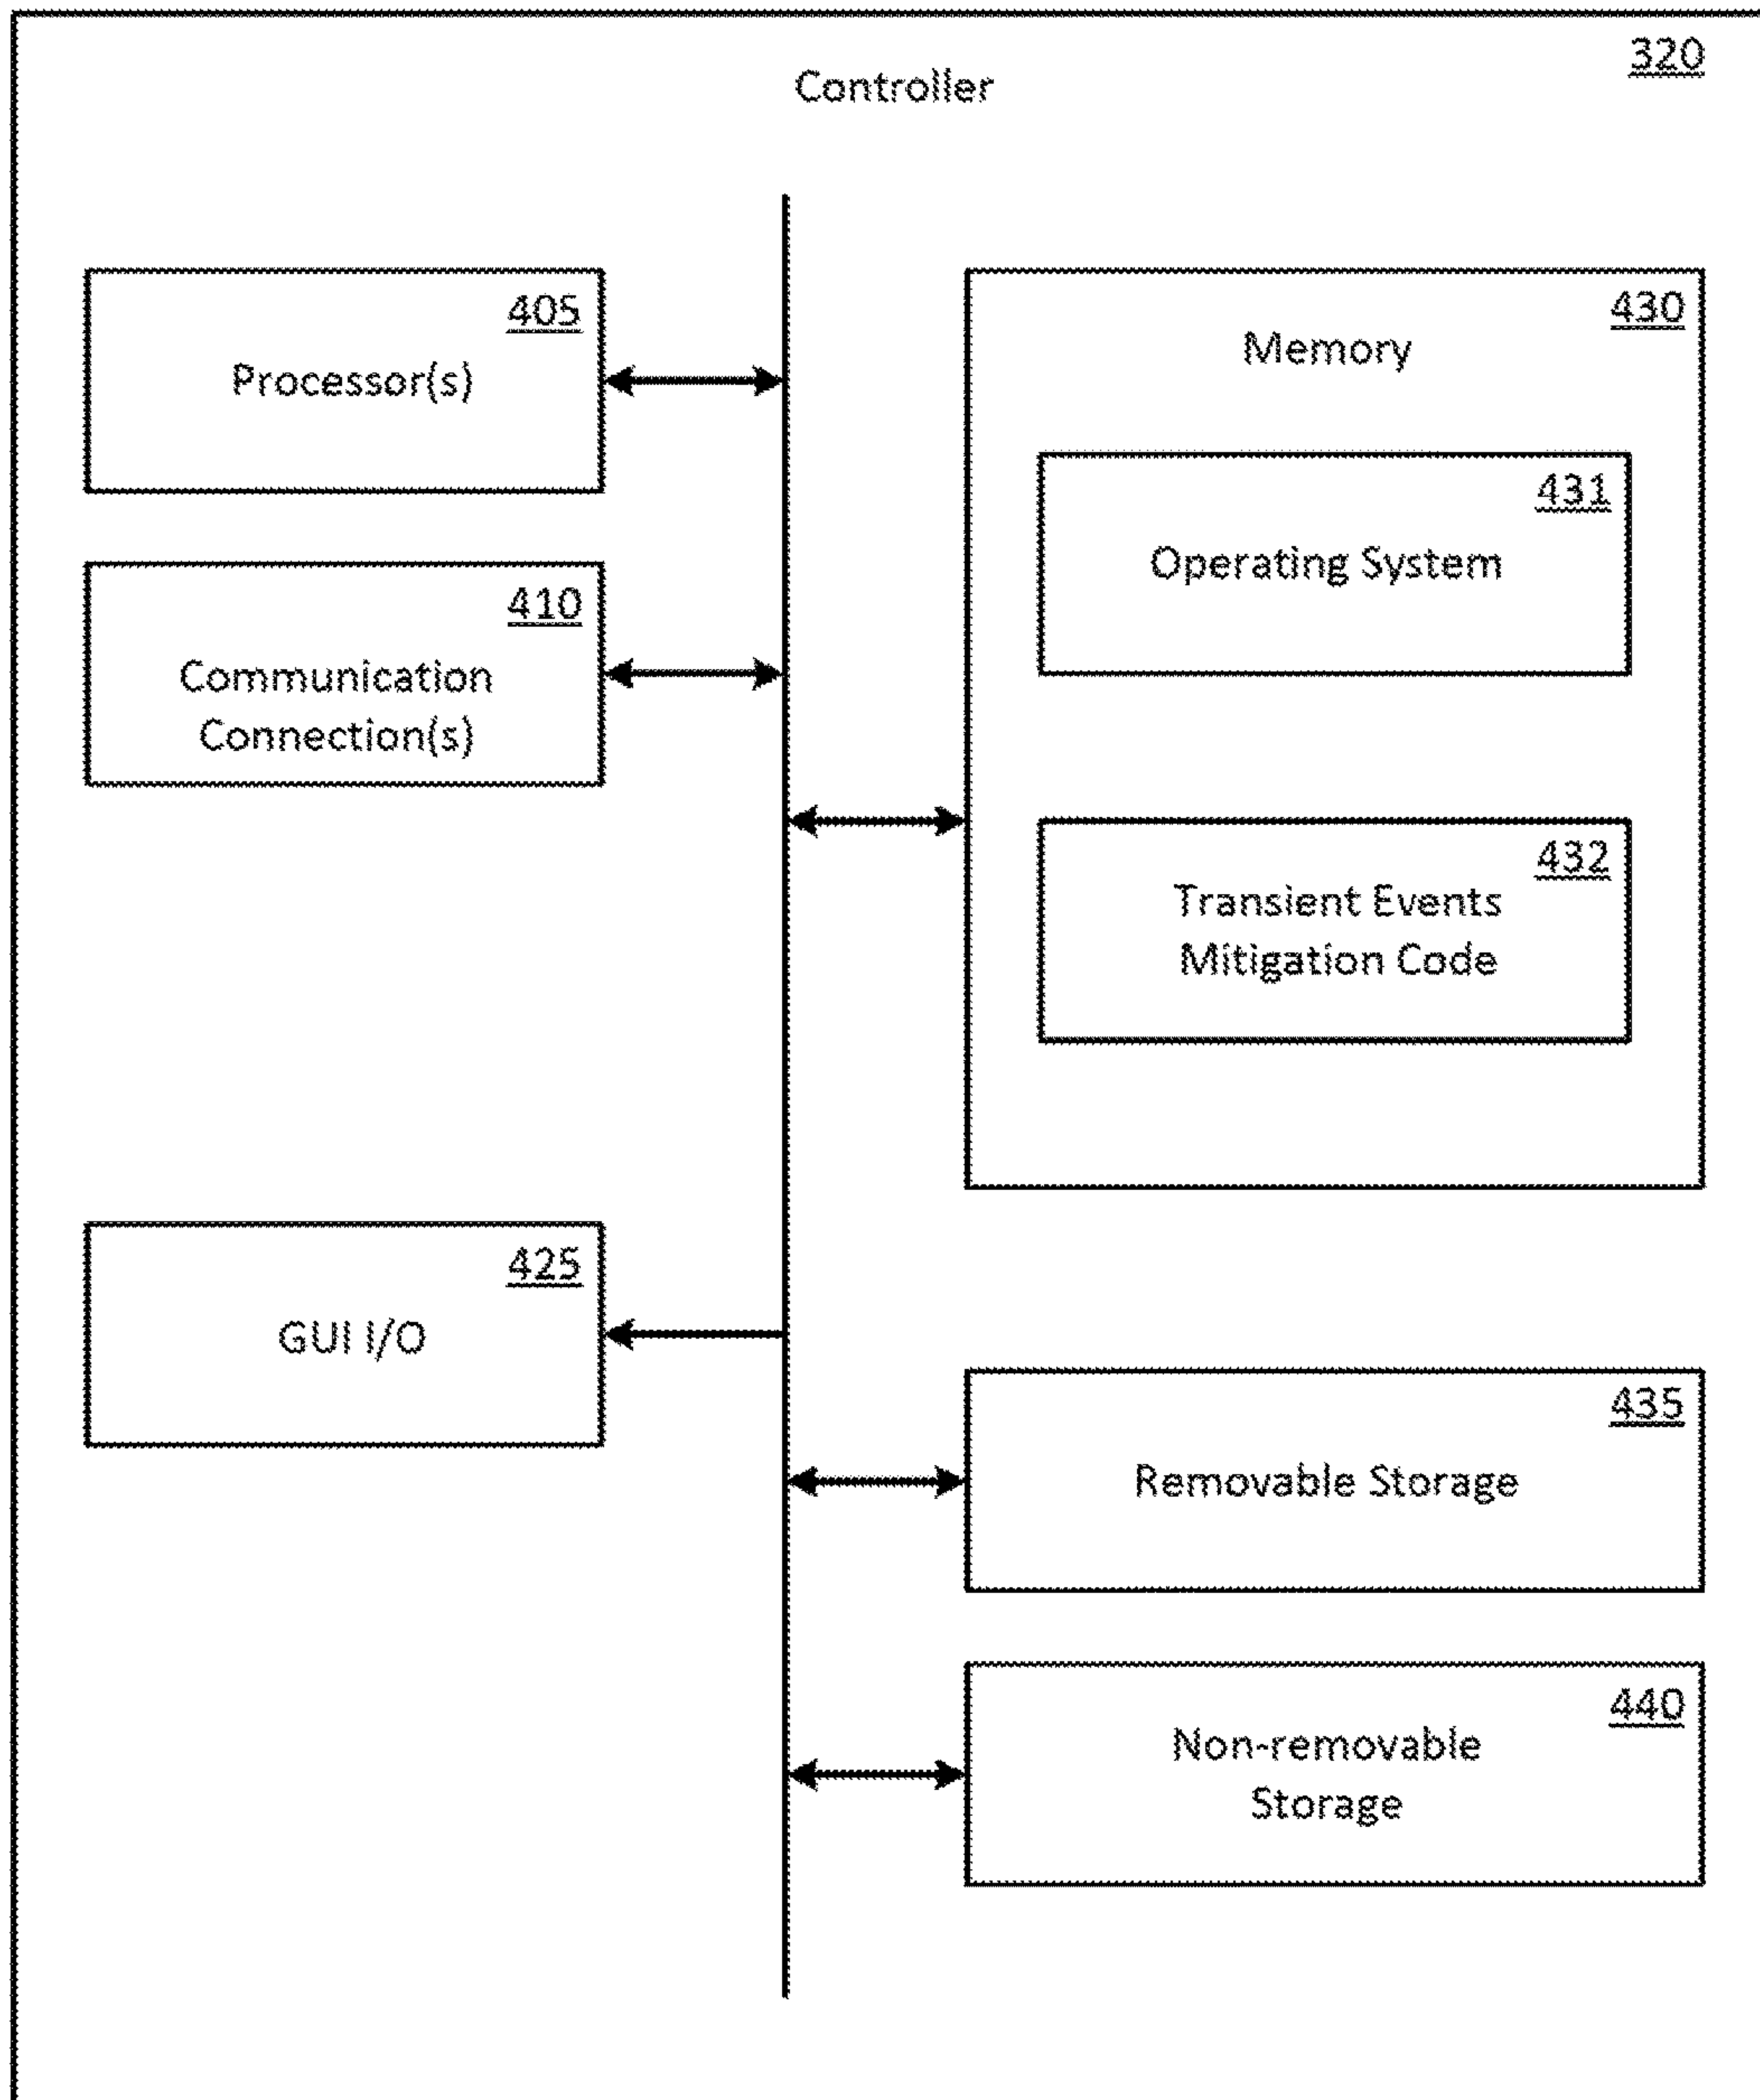 320
Controller
405
Processor(s)
410
Communication
Connection(s)
430
Memory
431
Operating System
432
Transient Events
Mitigation Code
425
GUI I/O
435
Removable Storage
440
Non-removable
Storage